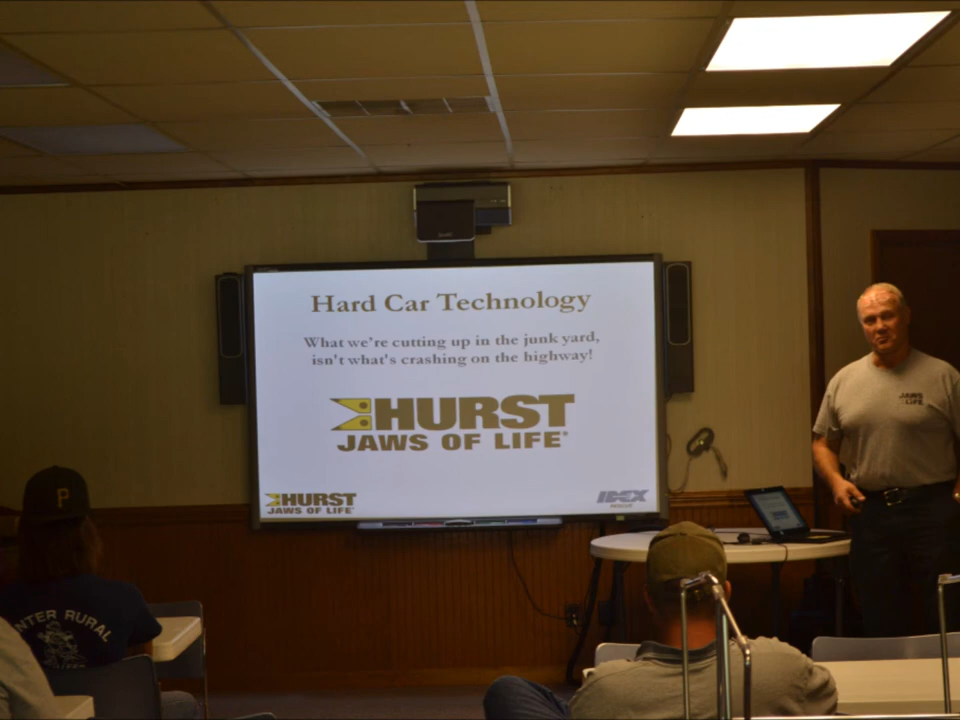 Hard Car Technology
What we're cutting up in the junk yard,
isn't what's crashing on the highway!
HURST
JAWS OF LIFE®
HURST
JAWS OF LIFE®
IDEX
JAWS
LIFE
P
NTER RURAL